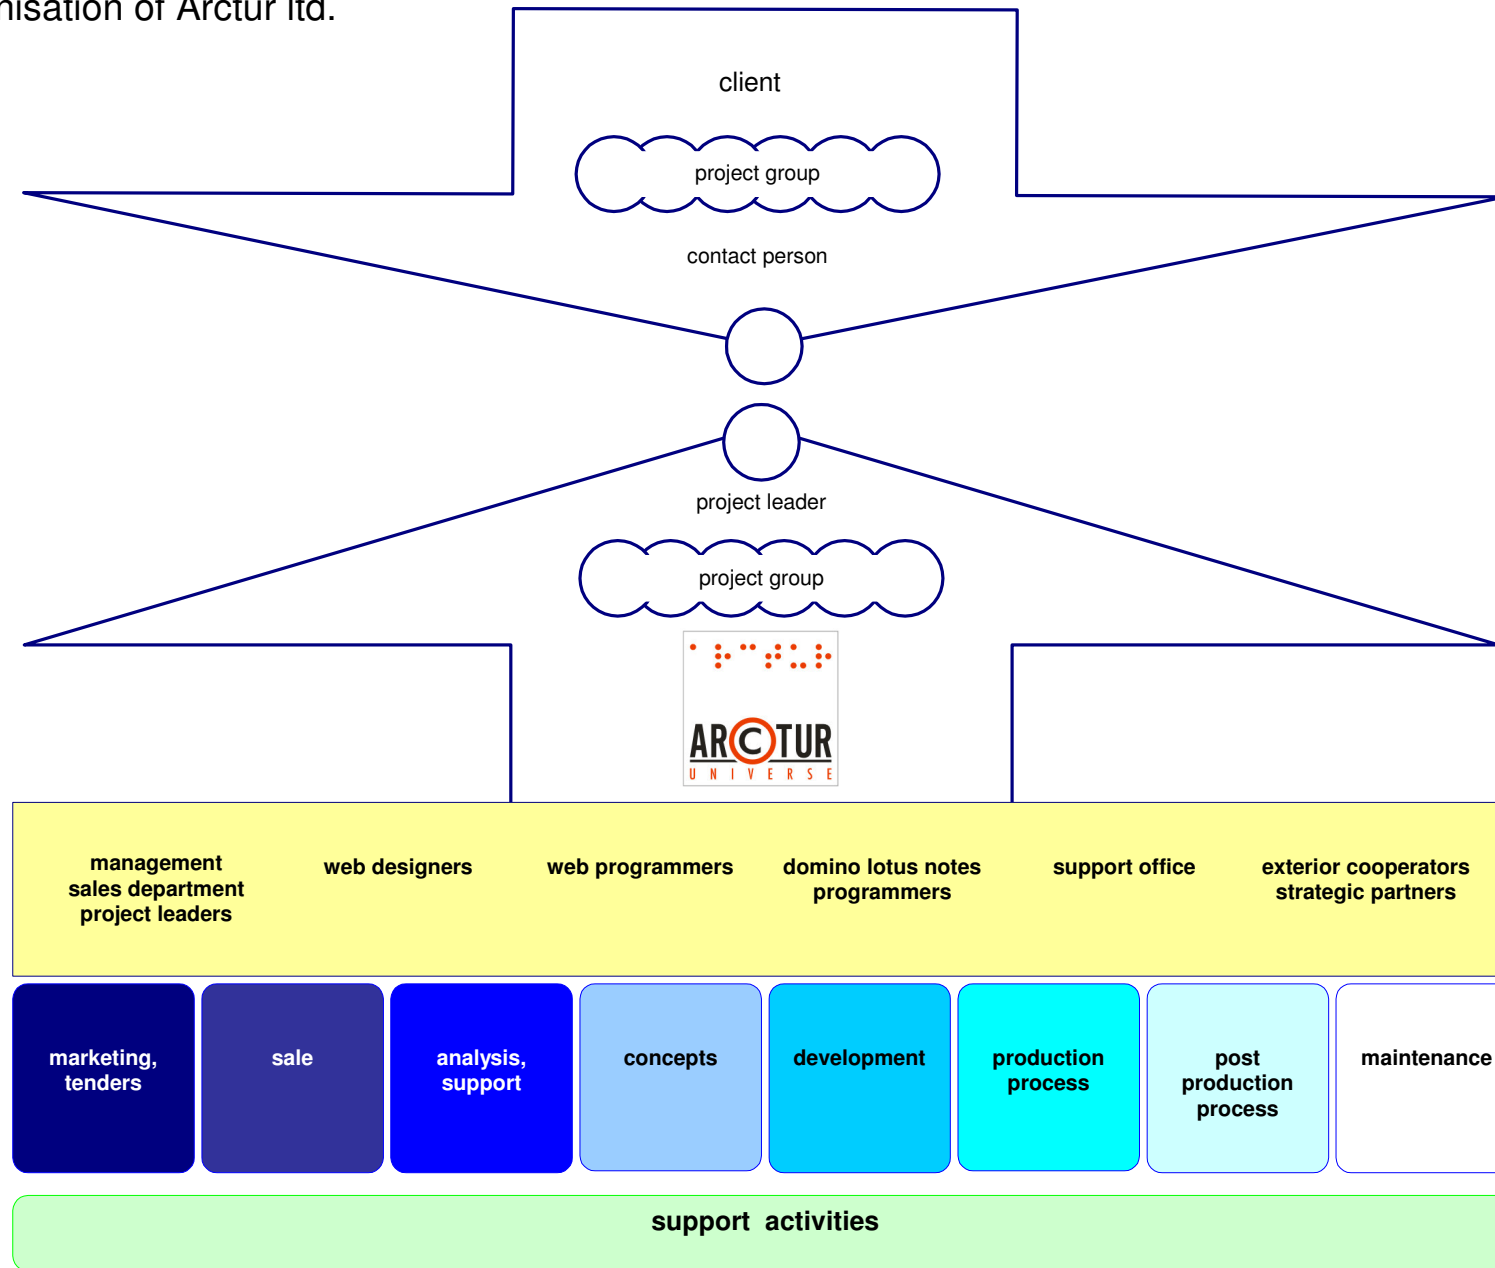 nisation of Arctur ltd.
client
project group
contact person
project leader
project group
ARCTUR
UNIVERSE
management
sales department
project leaders
web designers
web programmers
domino lotus notes
programmers
support office
exterior cooperators
strategic partners
marketing,
tenders
sale
analysis,
support
concepts
development
production
process
post
production
process
maintenance
support activities